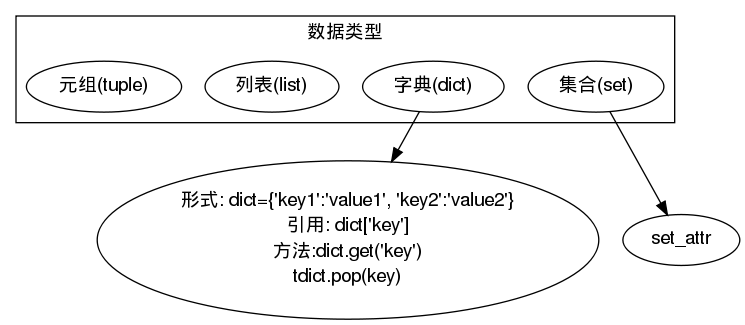 数据类型
元组(tuple)
列表(list)
字典(dict)
集合(set)
形式: dict={'key1':'value1', 'key2':'value2'}
引用: dict['key']
方法:dict.get('key')
tdict.pop(key)
set_attr